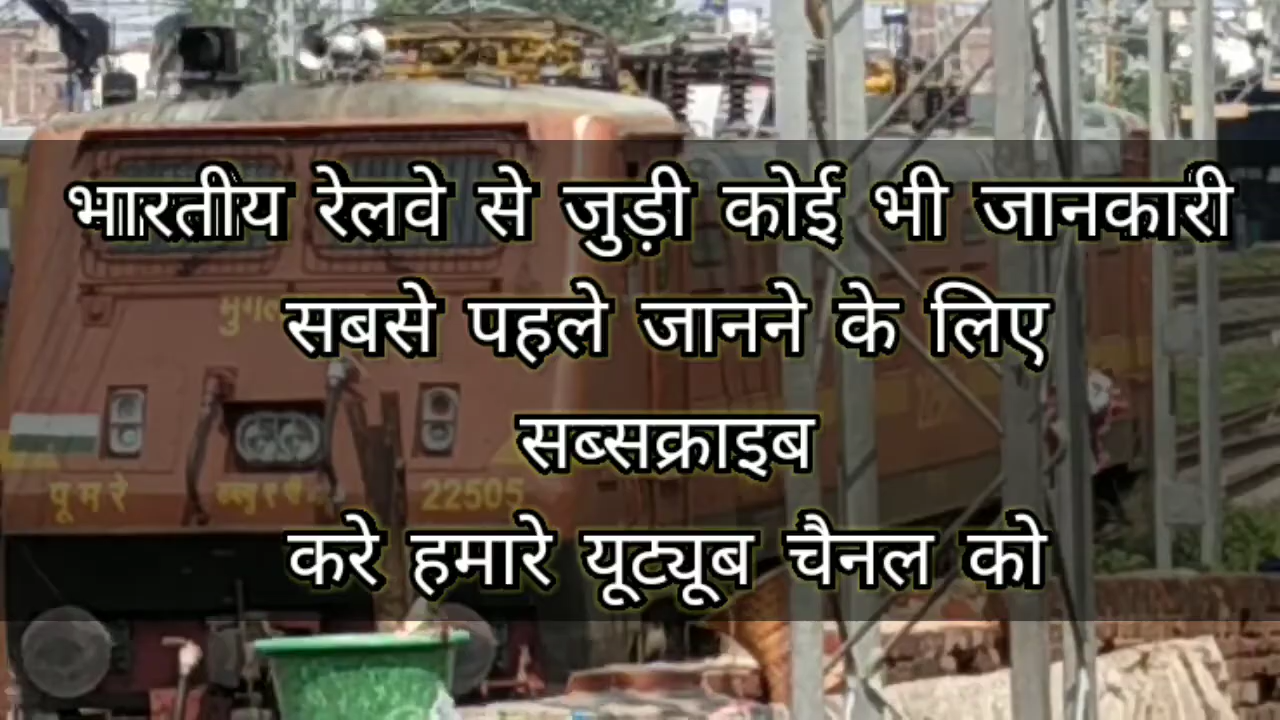 भारतीय रेलवे से जुड़ी कोई भी जानकारी
सबसे पहले जानने के लिए
सब्सक्राइब
करे हमारे यूट्यूब चैनल को
पू म रे
22505